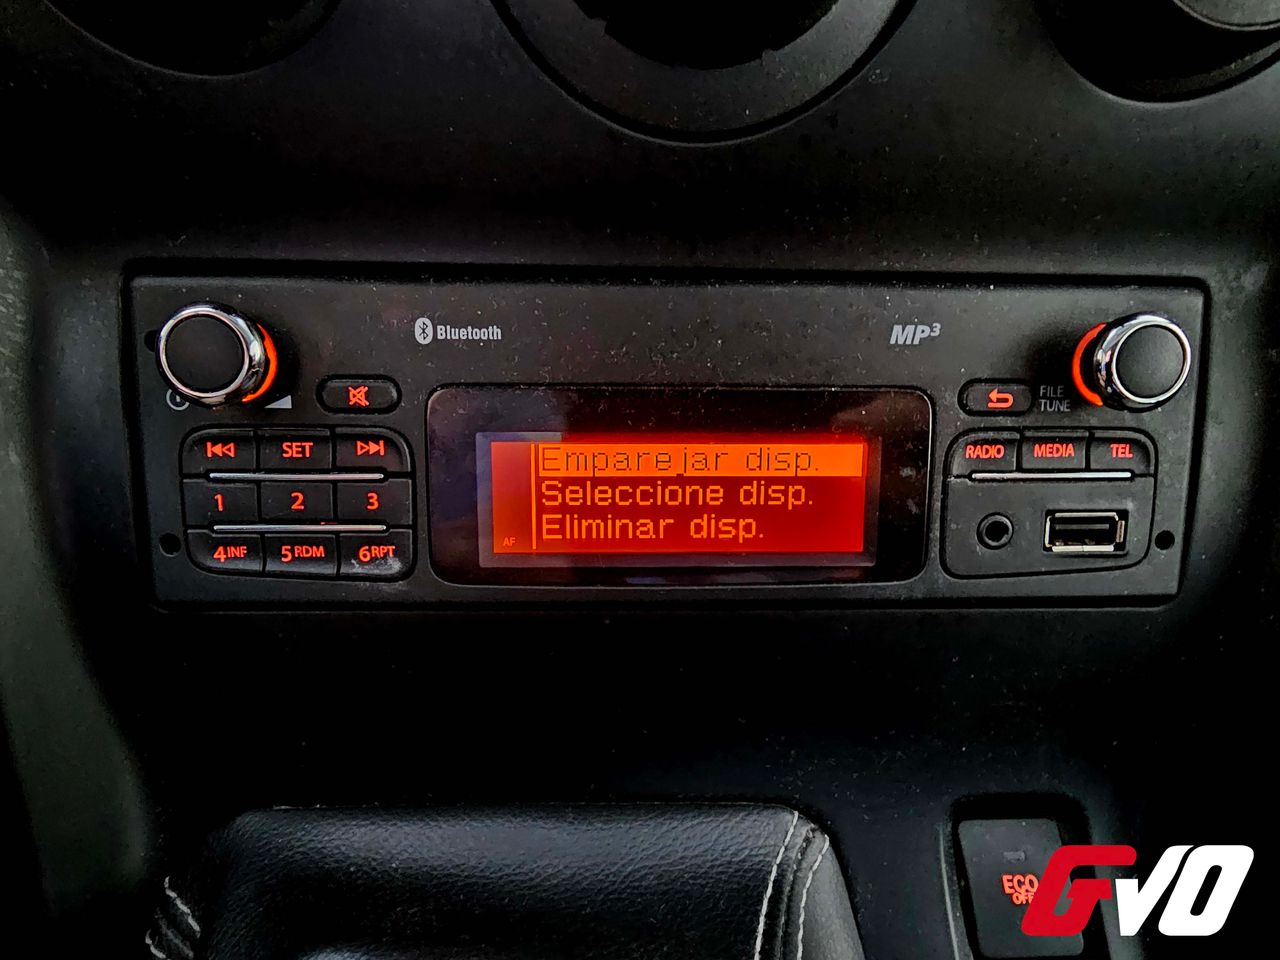 Bluetooth
MP3
FILE
TUNE
SET
RADIO
MEDIA
TEL
Emparejar disp.
Seleccione disp.
Eliminar disp.
AF
1
2
3
4INF
5RDM
6RPT
ECO
OFF
GVO